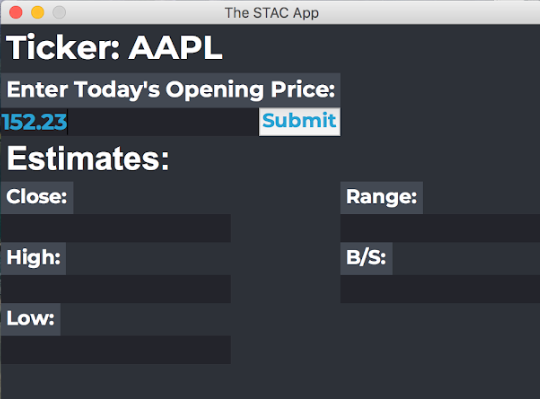 The STAC App
Ticker: AAPL
Enter Today's Opening Price:
152.23 Submit
Estimates:
Close: Range:
High: B/S:
Low: